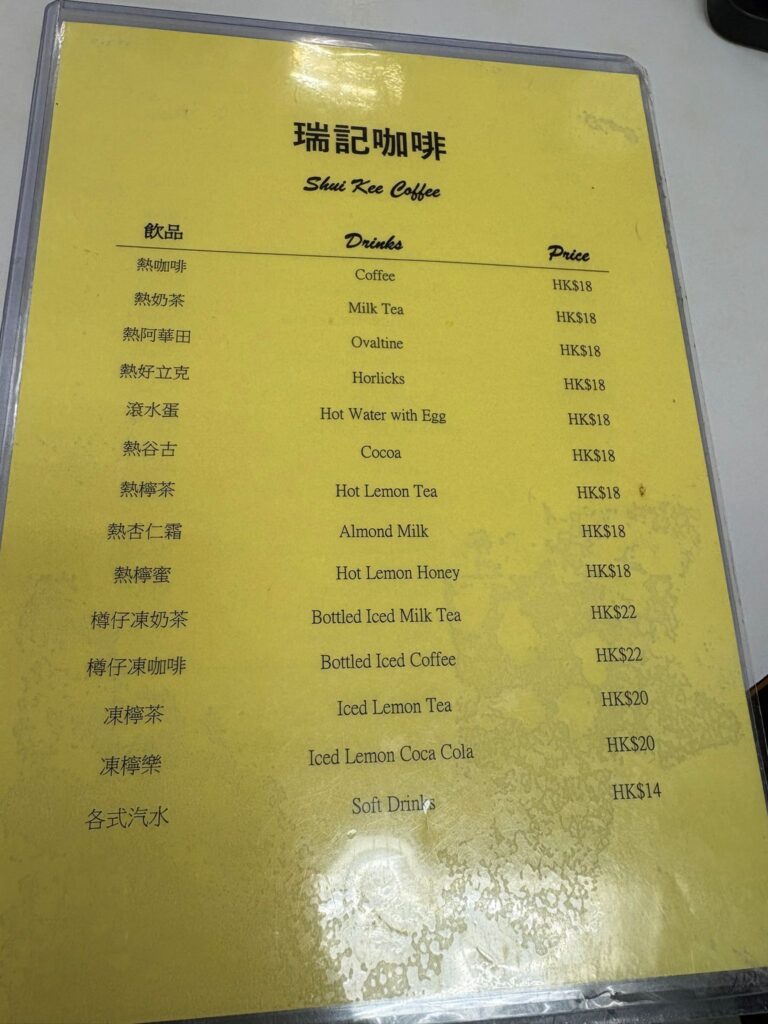 瑞記咖啡
Shui Kee Coffee
飲品 Drinks Price
熱咖啡 Coffee HK$18
熱奶茶 Milk Tea HK$18
熱阿華田 Ovaltine HK$18
熱好立克 Horlicks HK$18
滾水蛋 Hot Water with Egg HK$18
熱谷古 Cocoa HK$18
熱檸茶 Hot Lemon Tea HK$18
熱杏仁霜 Almond Milk HK$18
熱檸蜜 Hot Lemon Honey HK$18
樽仔凍奶茶 Bottled Iced Milk Tea HK$22
樽仔凍咖啡 Bottled Iced Coffee HK$22
凍檸茶 Iced Lemon Tea HK$20
凍檸樂 Iced Lemon Coca Cola HK$20
各式汽水 Soft Drinks HK$14